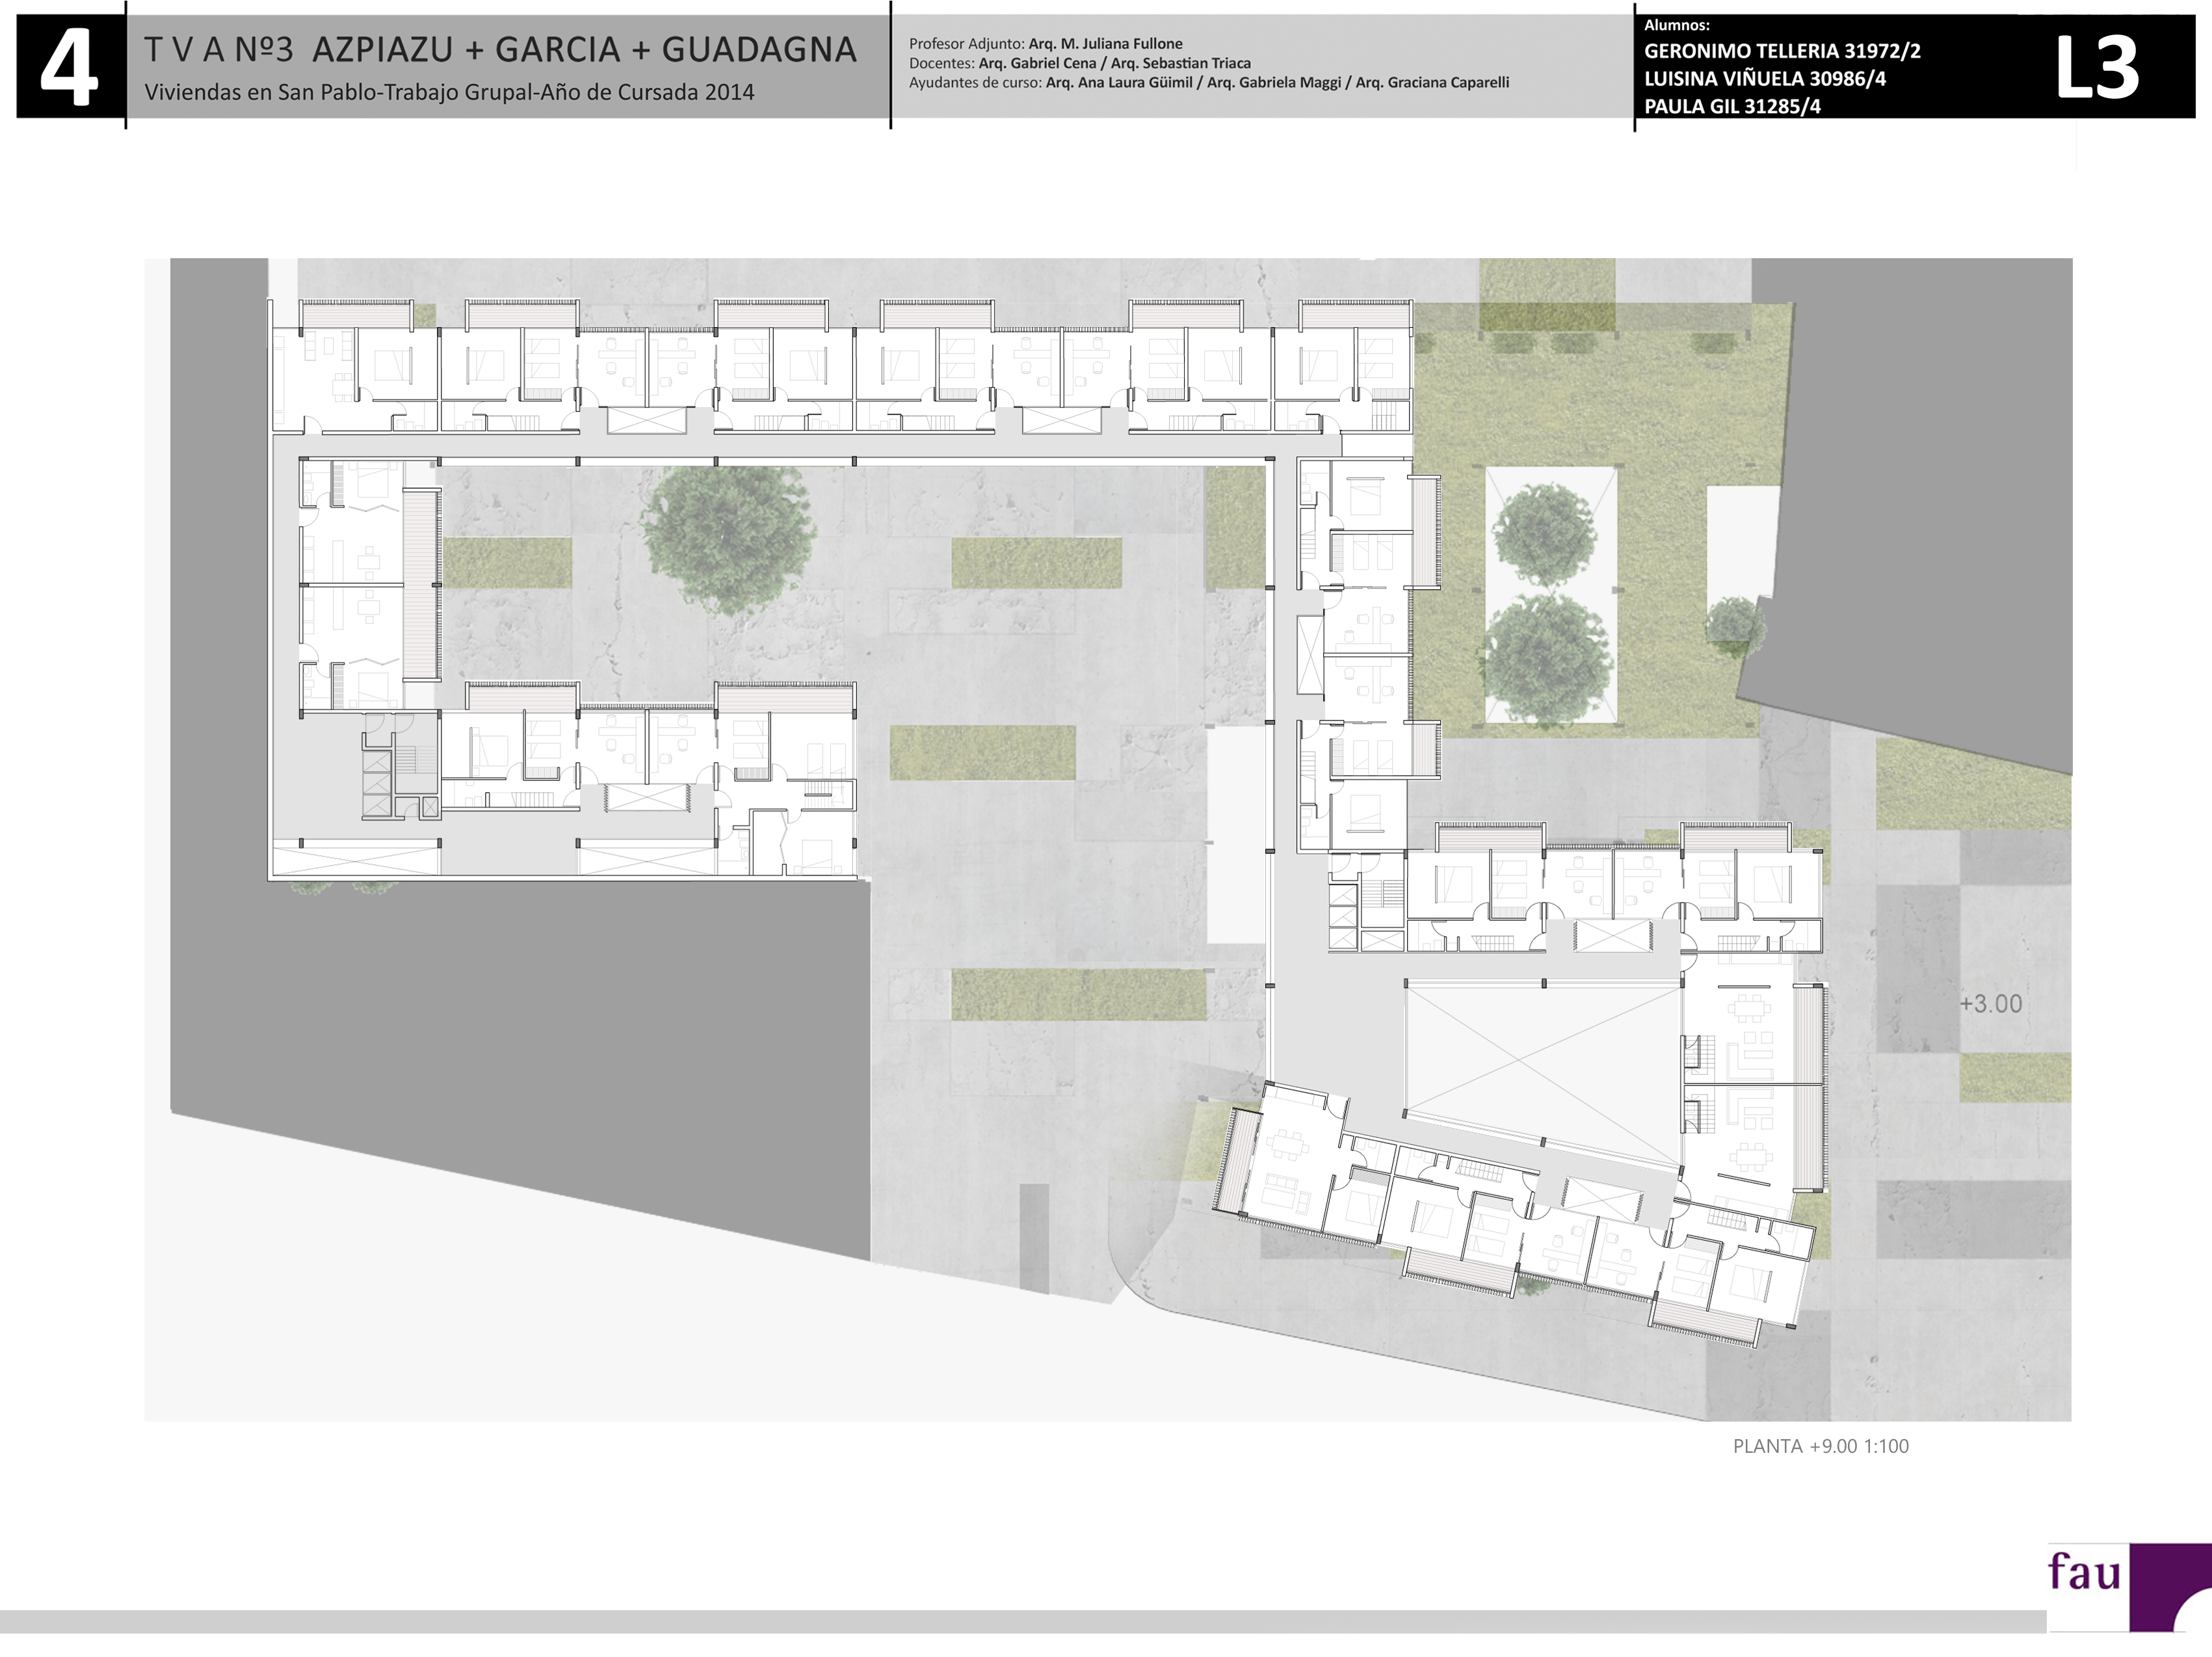 4
T V A Nº3 AZPIAZU + GARCIA + GUADAGNA
Viviendas en San Pablo-Trabajo Grupal-Año de Cursada 2014
Profesor Adjunto: Arq. M. Juliana Fullone
Docentes: Arq. Gabriel Cena / Arq. Sebastian Triaca
Ayudantes de curso: Arq. Ana Laura Güimil / Arq. Gabriela Maggi / Arq. Graciana Caparelli
Alumnos:
GERONIMO TELLERIA 31972/2
LUISINA VIÑUELA 30986/4
PAULA GIL 31285/4
L3
+3.00
PLANTA +9.00 1:100
fau